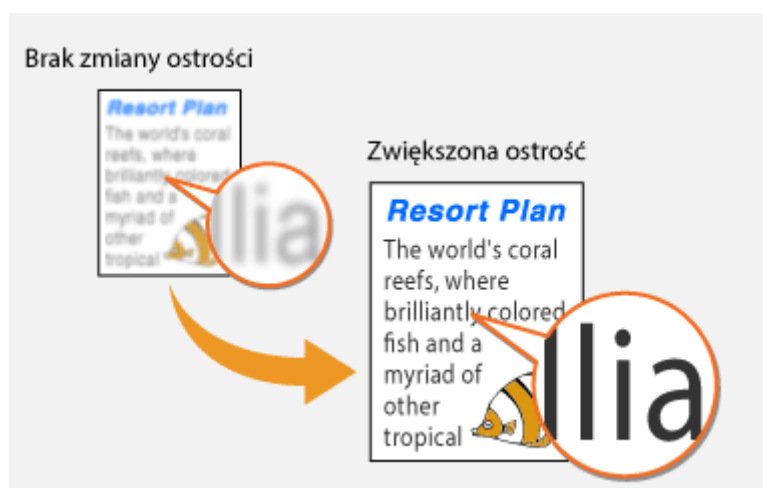 Brak zmiany ostrości
Resort Plan
The world's coral
reefs, where
brilliantly colored
fish and a
myriad of
other
tropical
llia
Zwiększona ostrość
Resort Plan
The world's coral
reefs, where
brilliantly colored
fish and a
myriad of
other
tropical
llia